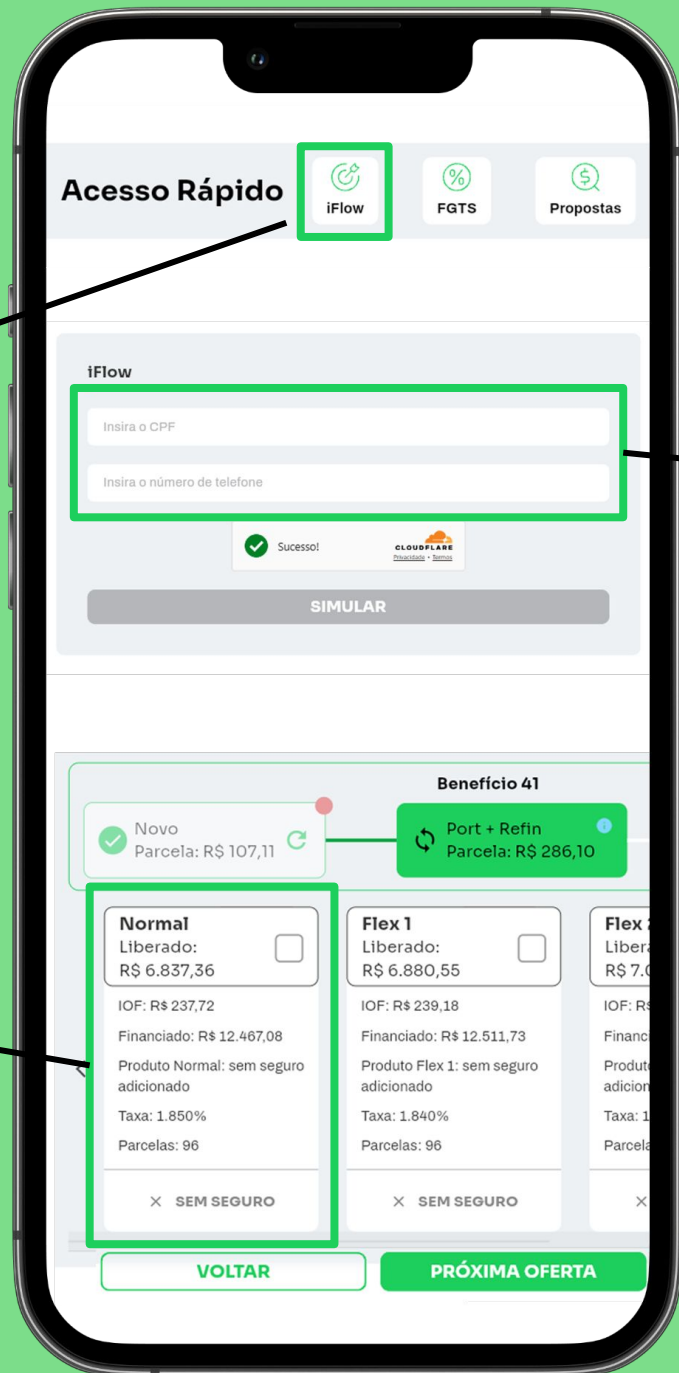 Acesso Rápido
iFlow
FGTS
Propostas
iFlow
Insira o CPF
Insira o número de telefone
Sucesso!
CLOUDFLARE
Privacidade • Termos
SIMULAR
Benefício 41
Novo
Parcela: R$ 107,11
Port + Refin
Parcela: R$ 286,10
Normal
Liberado:
R$ 6.837,36
IOF: R$ 237,72
Financiado: R$ 12.467,08
Produto Normal: sem seguro
adicionado
Taxa: 1.850%
Parcelas: 96
SEM SEGURO
Flex 1
Liberado:
R$ 6.880,55
IOF: R$ 239,18
Financiado: R$ 12.511,73
Produto Flex 1: sem seguro
adicionado
Taxa: 1.840%
Parcelas: 96
SEM SEGURO
Flex
IOF:
VOLTAR
PRÓXIMA OFERTA